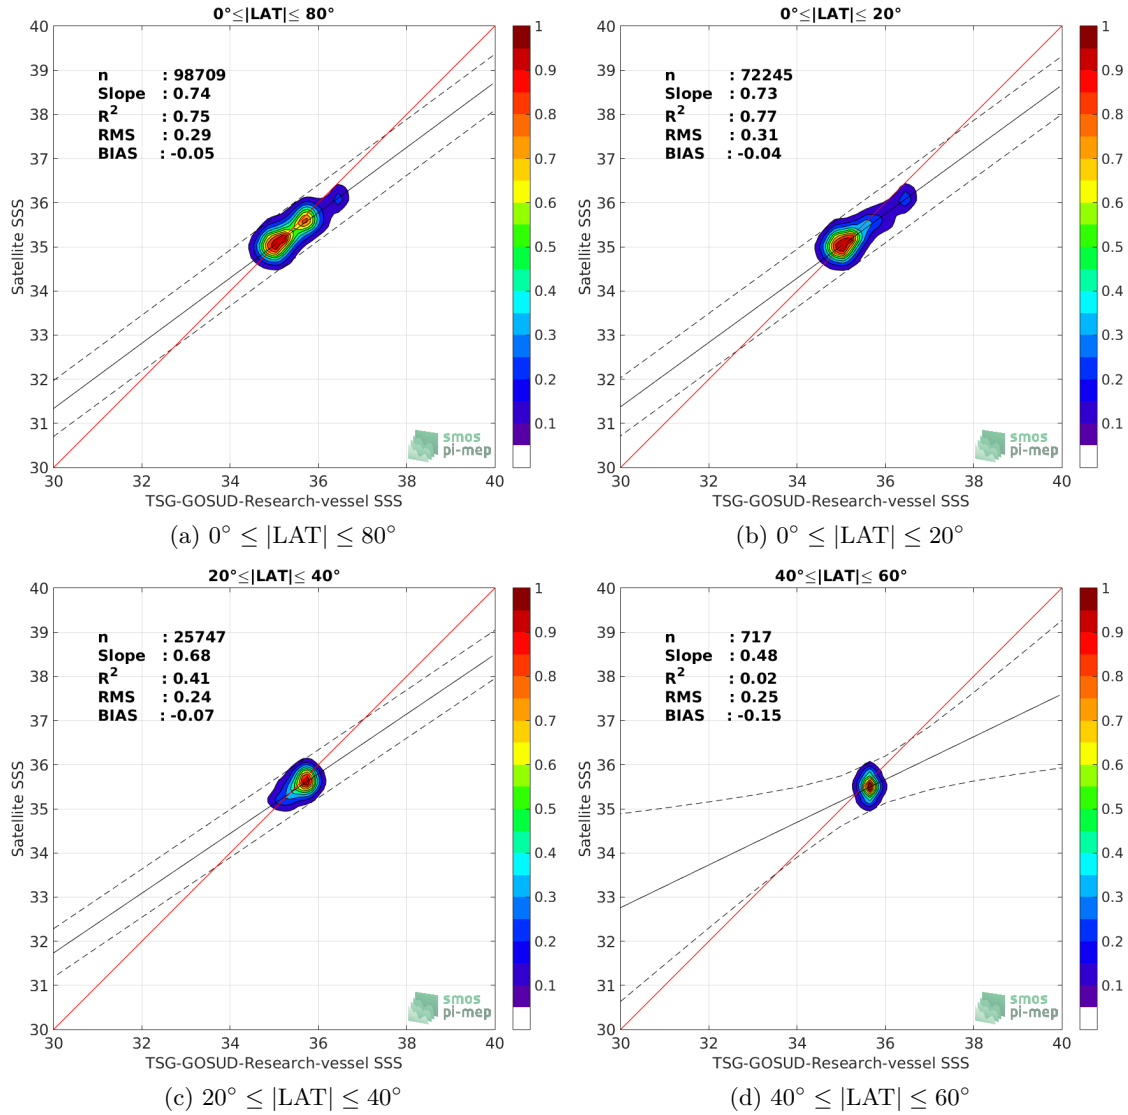 0°≤|LAT|≤ 80°
40
39
38
37
36
35
34
33
32
31
30
30
32
34
36
38
40
Satellite SSS
TSG-GOSUD-Research-vessel SSS
n : 98709
Slope : 0.74
R² : 0.75
RMS : 0.29
BIAS : -0.05
smos
pi-mep
1
0.9
0.8
0.7
0.6
0.5
0.4
0.3
0.2
0.1
(a) 0° ≤ |LAT| ≤ 80°
0°≤|LAT|≤ 20°
40
39
38
37
36
35
34
33
32
31
30
30
32
34
36
38
40
Satellite SSS
TSG-GOSUD-Research-vessel SSS
n : 72245
Slope : 0.73
R² : 0.77
RMS : 0.31
BIAS : -0.04
smos
pi-mep
1
0.9
0.8
0.7
0.6
0.5
0.4
0.3
0.2
0.1
(b) 0° ≤ |LAT| ≤ 20°
20°≤|LAT|≤ 40°
40
39
38
37
36
35
34
33
32
31
30
30
32
34
36
38
40
Satellite SSS
TSG-GOSUD-Research-vessel SSS
n : 25747
Slope : 0.68
R² : 0.41
RMS : 0.24
BIAS : -0.07
smos
pi-mep
1
0.9
0.8
0.7
0.6
0.5
0.4
0.3
0.2
0.1
(c) 20° ≤ |LAT| ≤ 40°
40°≤|LAT|≤ 60°
40
39
38
37
36
35
34
33
32
31
30
30
32
34
36
38
40
Satellite SSS
TSG-GOSUD-Research-vessel SSS
n : 717
Slope : 0.48
R² : 0.02
RMS : 0.25
BIAS : -0.15
smos
pi-mep
1
0.9
0.8
0.7
0.6
0.5
0.4
0.3
0.2
0.1
(d) 40° ≤ |LAT| ≤ 60°